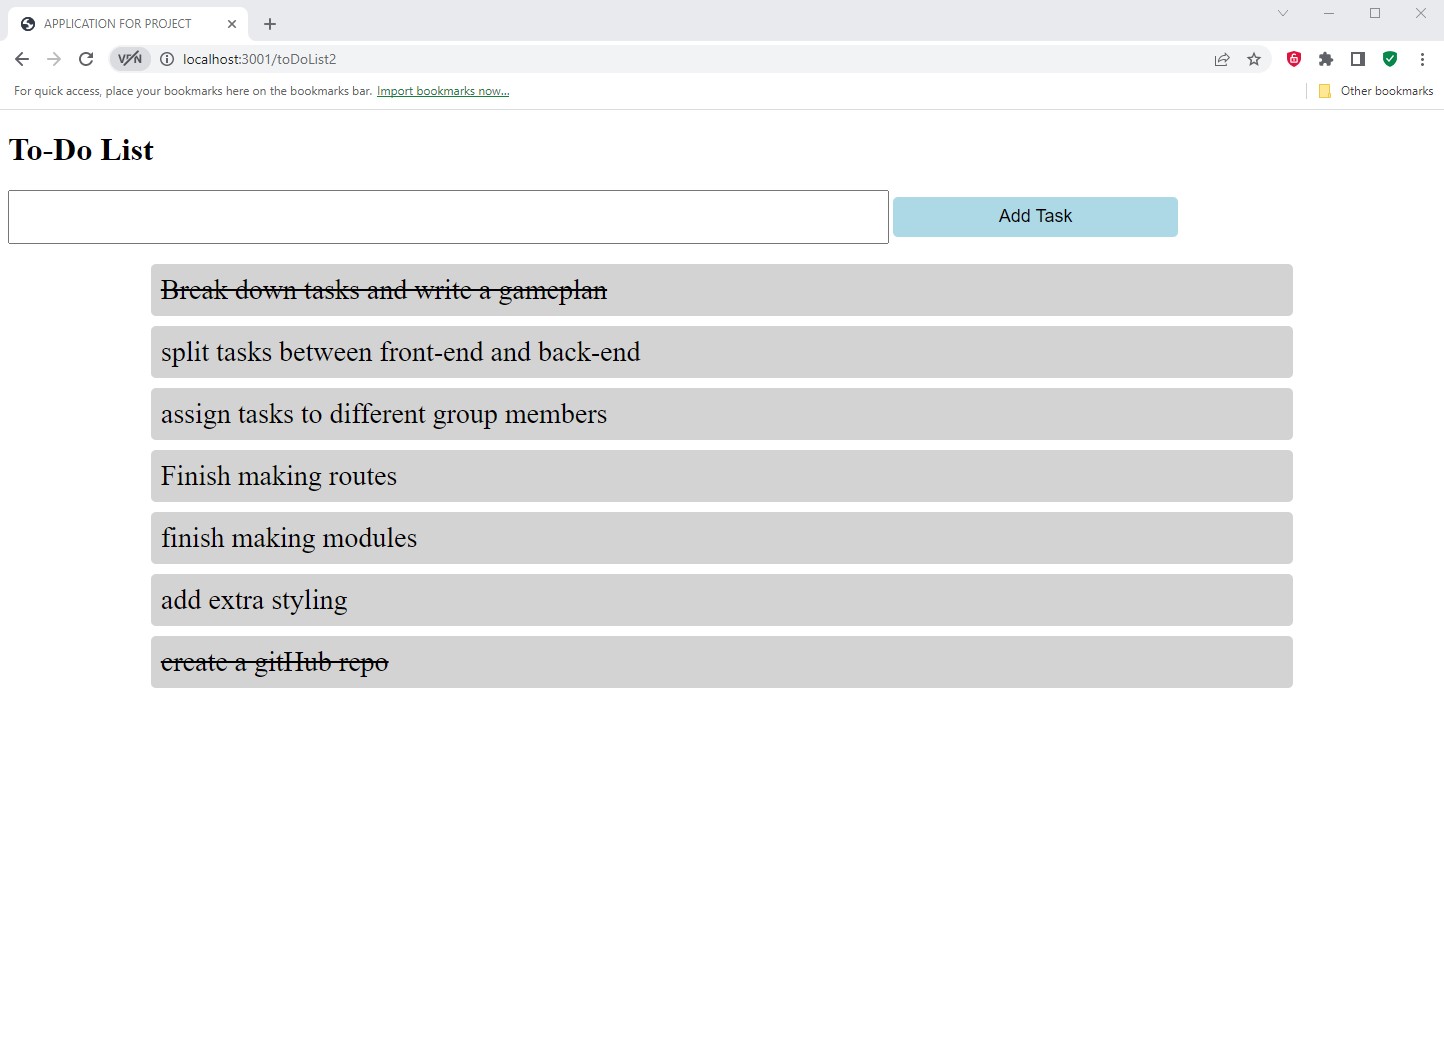 APPLICATION FOR PROJECT
VPN
localhost:3001/toDoList2
For quick access, place your bookmarks here on the bookmarks bar. Import bookmarks now...
Other bookmarks
To-Do List
Add Task
Break down tasks and write a gameplan
split tasks between front-end and back-end
assign tasks to different group members
Finish making routes
finish making modules
add extra styling
create a gitHub repo